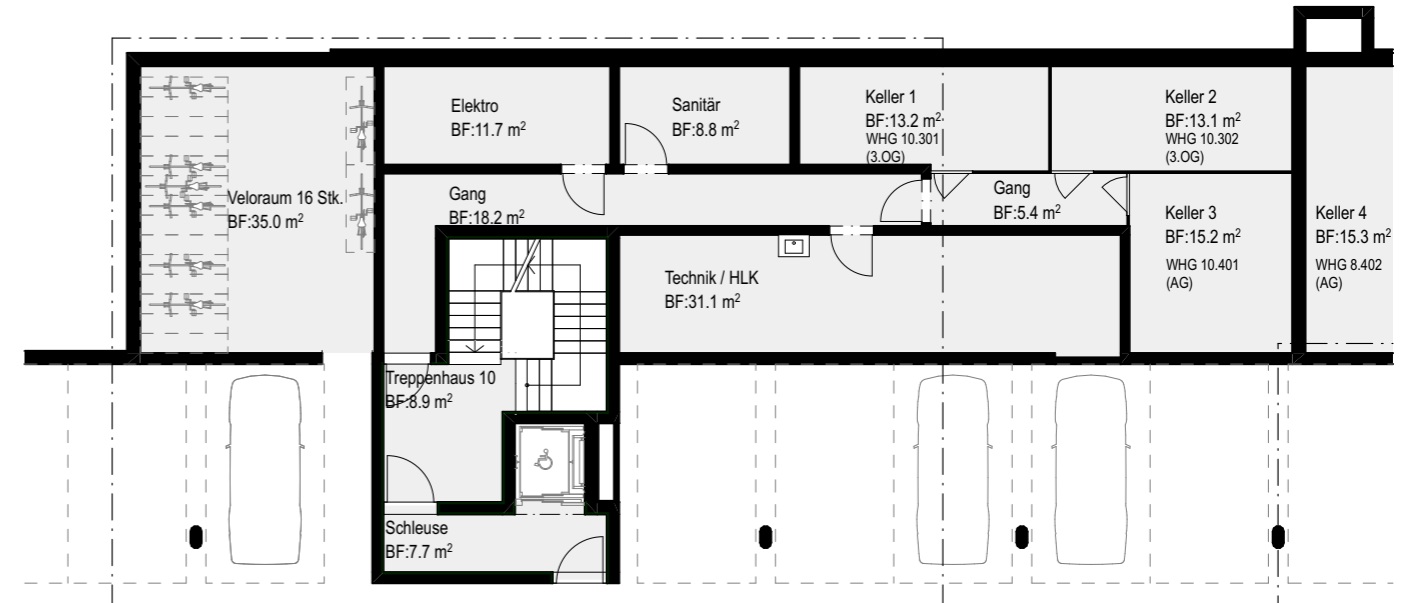 Elektro
BF:11.7 m²
Sanitär
BF:8.8 m²
Keller 1
BF:13.2 m²
WHG 10.301
(3.OG)
Keller 2
BF:13.1 m²
WHG 10.302
(3.OG)
Veloraum 16 Stk.
BF:35.0 m²
Gang
BF:18.2 m²
Gang
BF:5.4 m²
Keller 3
BF:15.2 m²
WHG 10.401
(AG)
Keller 4
BF:15.3 m²
WHG 8.402
(AG)
Technik / HLK
BF:31.1 m²
Treppenhaus 10
BF:8.9 m²
Schleuse
BF:7.7 m²